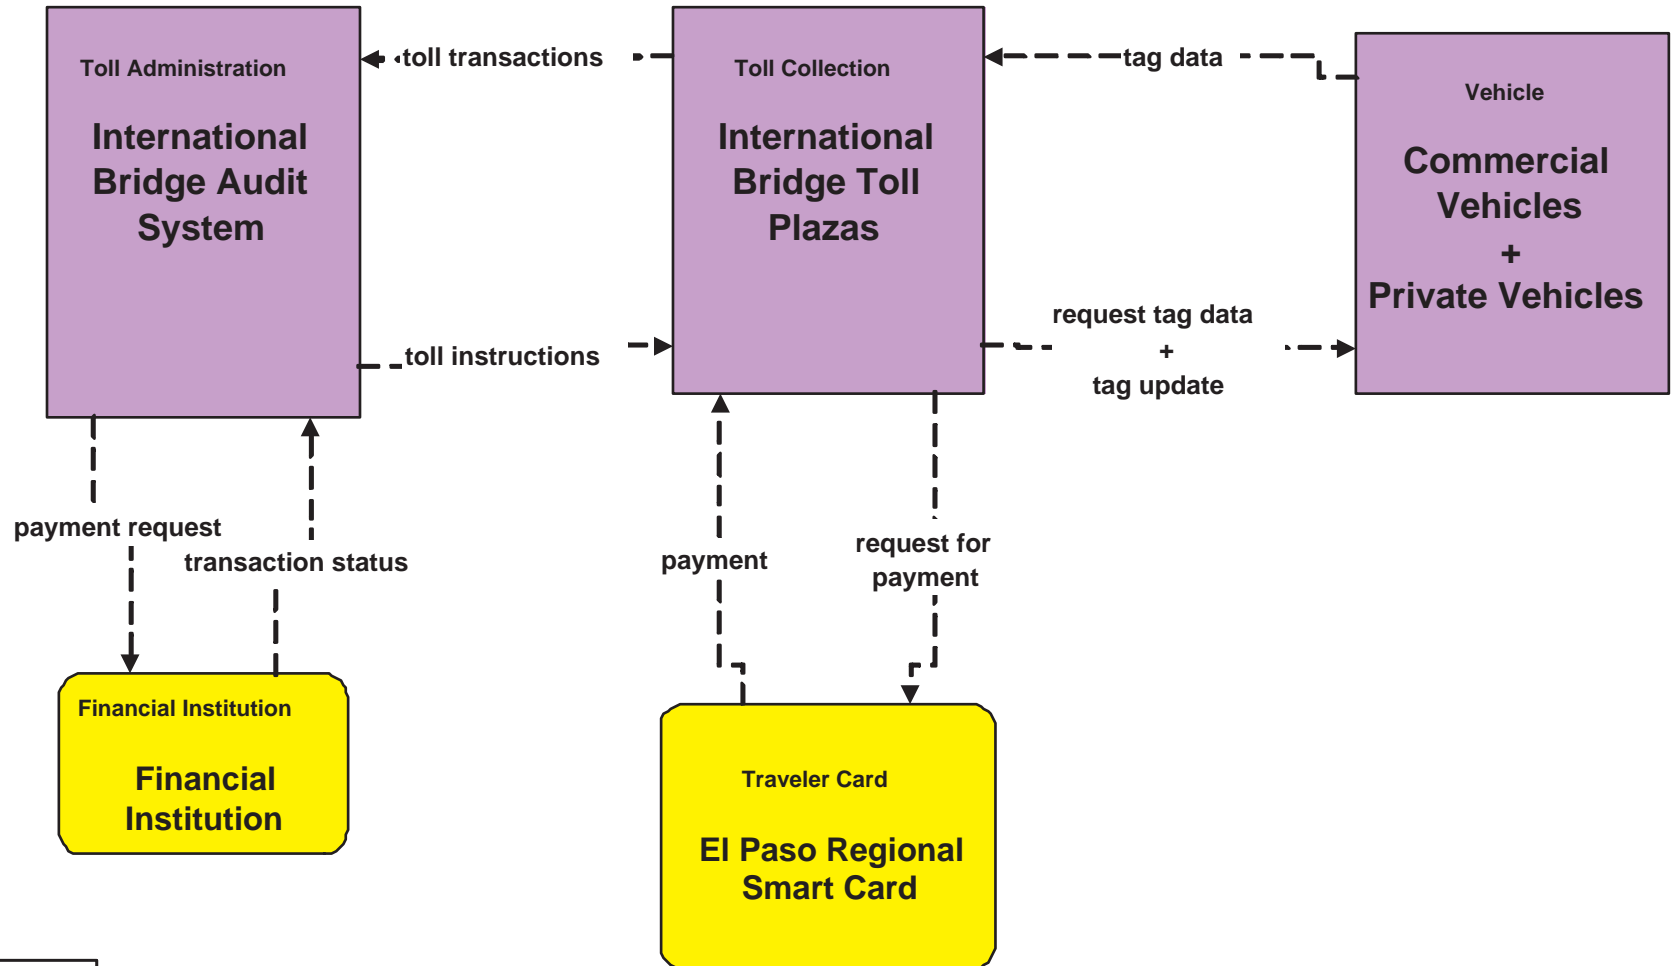 Toll Administration
International
Bridge Audit
System
toll transactions
Toll Collection
International
Bridge Toll
Plazas
tag data
Vehicle
Commercial
Vehicles
+
Private Vehicles
toll instructions
request tag data
+
tag update
payment request
transaction status
payment
request for
payment
Financial Institution
Financial
Institution
Traveler Card
El Paso Regional
Smart Card